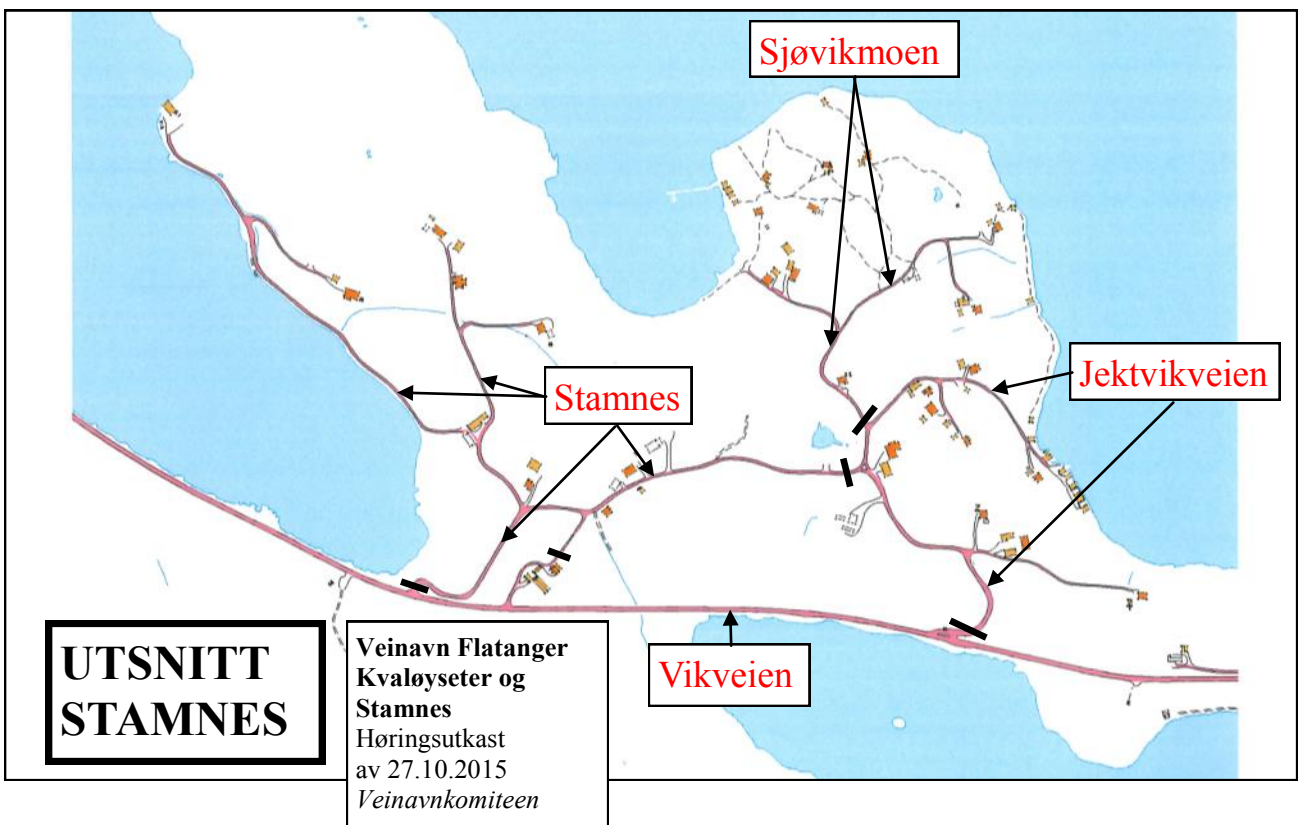 Sjøvikmoen
Jektvikveien
Stamnes
Vikveien
UTSNITT
STAMNES
Veinavn Flatanger
Kvaløyseter og
Stamnes
Høringsutkast
av 27.10.2015
Veinavnkomiteen